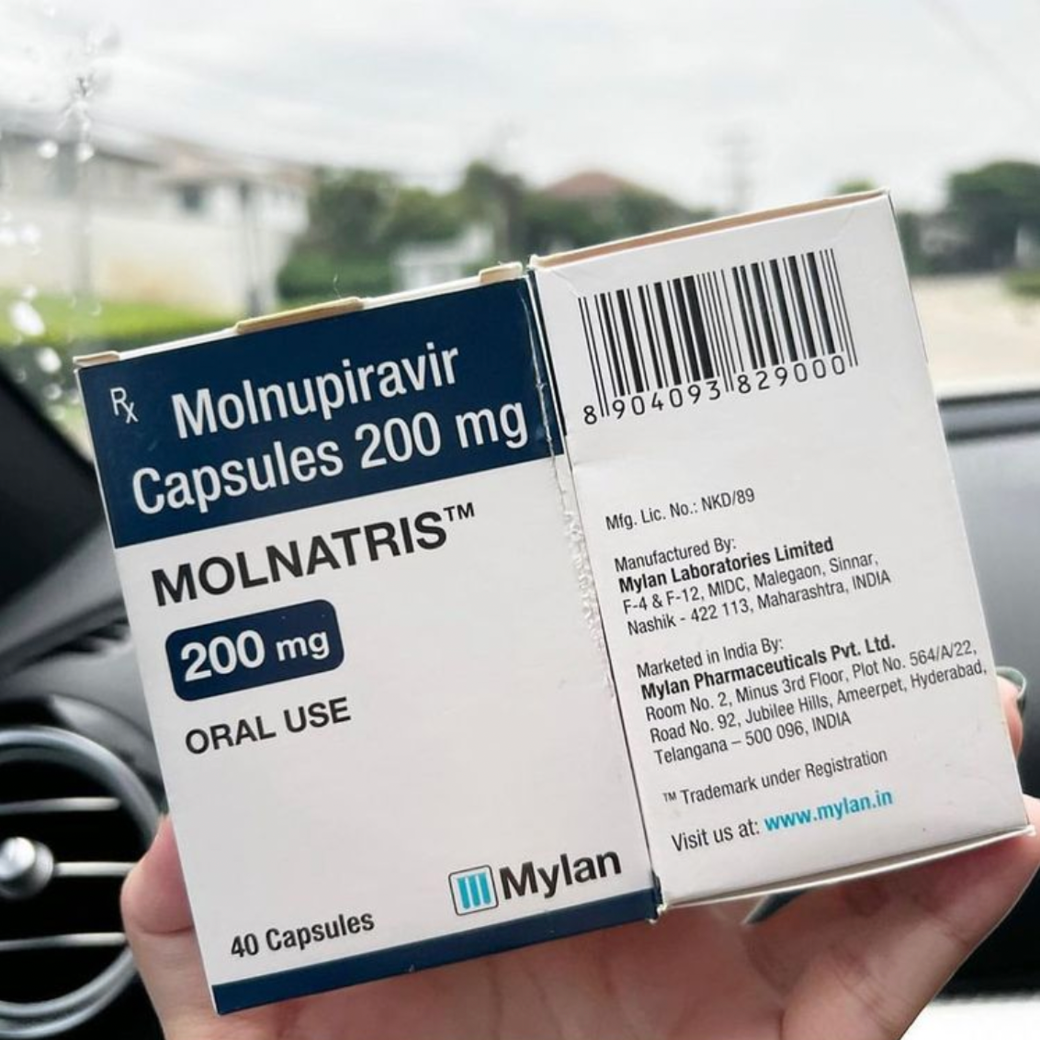 Rx Molnupiravir
Capsules 200 mg
MOLNATRIS™
200 mg
ORAL USE
Mylan
40 Capsules
8 904093 829000
Mfg. Lic. No.: NKD/89
Manufactured By:
Mylan Laboratories Limited
F-4 & F-12, MIDC, Malegaon, Sinnar,
Nashik - 422 113, Maharashtra, INDIA
Marketed in India By:
Mylan Pharmaceuticals Pvt. Ltd.
Room No. 2, Minus 3rd Floor, Plot No. 564/A/22,
Road No. 92, Jubilee Hills, Ameerpet, Hyderabad,
Telangana – 500 096, INDIA
™ Trademark under Registration
Visit us at: www.mylan.in